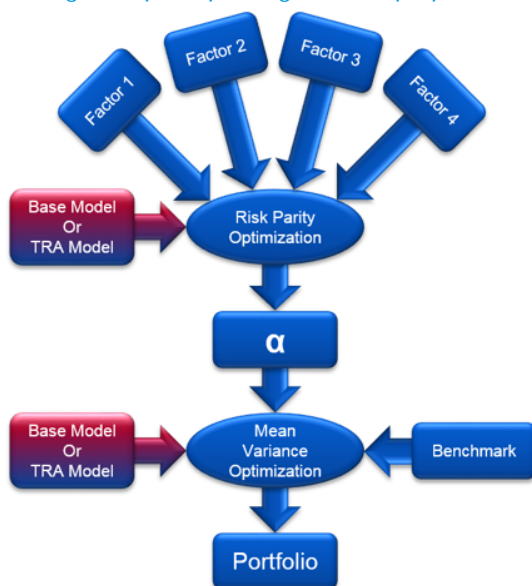 Factor 1
Factor 2
Factor 3
Factor 4
Base Model
Or
TRA Model
Risk Parity
Optimization
α
Base Model
Or
TRA Model
Mean
Variance
Optimization
Benchmark
Portfolio